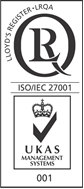 LLOYD'S REGISTER • LRQA
R
ISO/IEC 27001
UKAS
MANAGEMENT
SYSTEMS
001